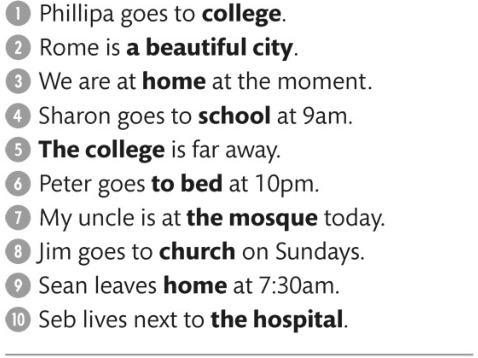 1 Phillipa goes to college.
2 Rome is a beautiful city.
3 We are at home at the moment.
4 Sharon goes to school at 9am.
5 The college is far away.
6 Peter goes to bed at 10pm.
7 My uncle is at the mosque today.
8 Jim goes to church on Sundays.
9 Sean leaves home at 7:30am.
10 Seb lives next to the hospital.